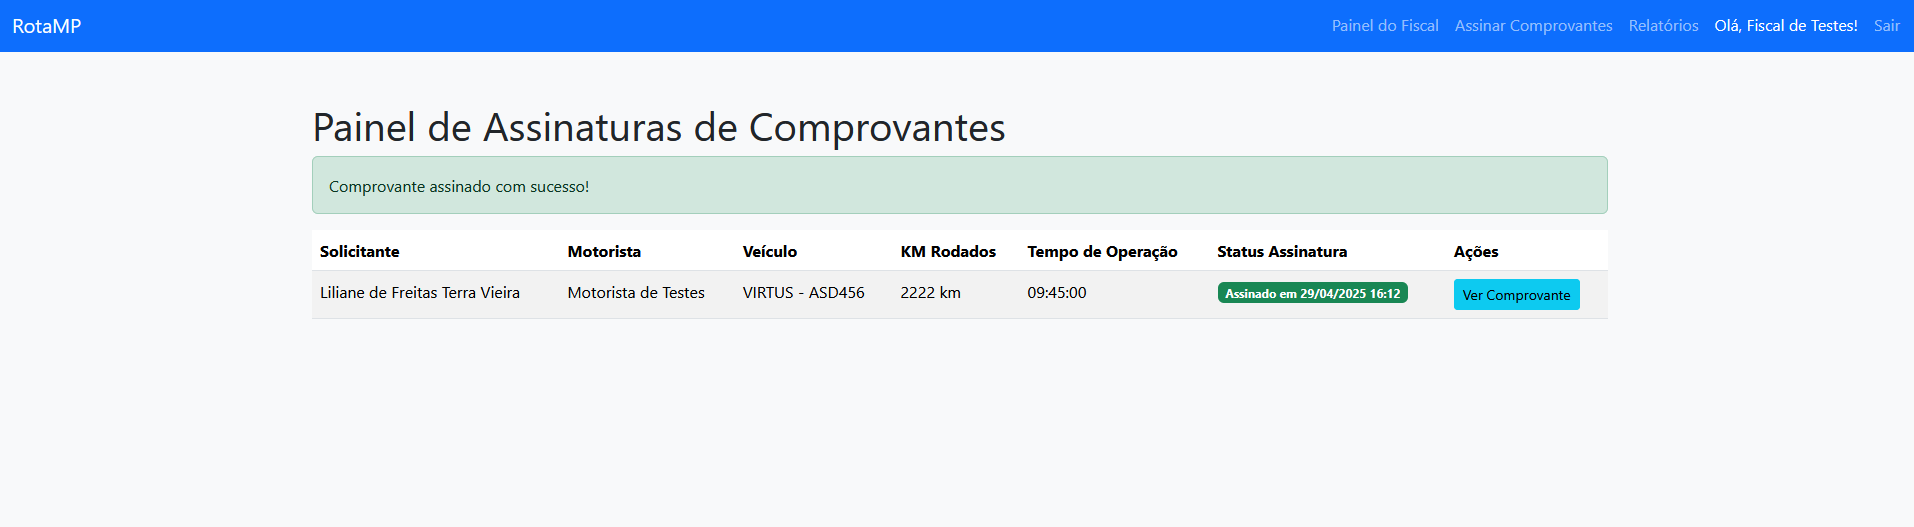 RotaMP Painel do Fiscal Assinar Comprovantes Relatórios Olá, Fiscal de Testes! Sair
Painel de Assinaturas de Comprovantes
Comprovante assinado com sucesso!
Solicitante Motorista Veículo KM Rodados Tempo de Operação Status Assinatura Ações
Liliane de Freitas Terra Vieira Motorista de Testes VIRTUS - ASD456 2222 km 09:45:00 Assinado em 29/04/2025 16:12 Ver Comprovante